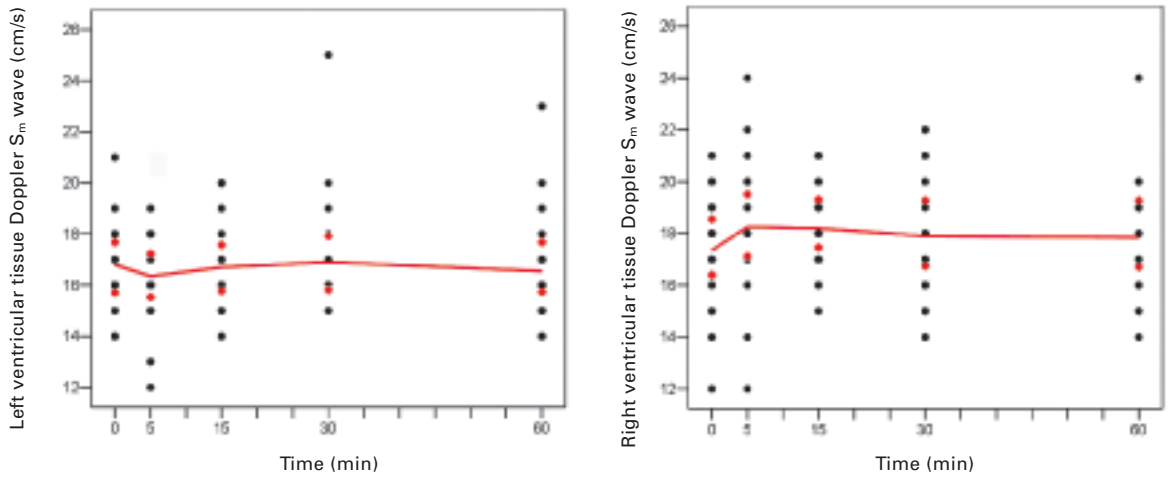 Left ventricular tissue Doppler Sm wave (cm/s)
26
24
22
20
18
16
14
12
0 5 15 30 60
Time (min)
Right ventricular tissue Doppler Sm wave (cm/s)
26
24
22
20
18
16
14
12
0 5 15 30 60
Time (min)